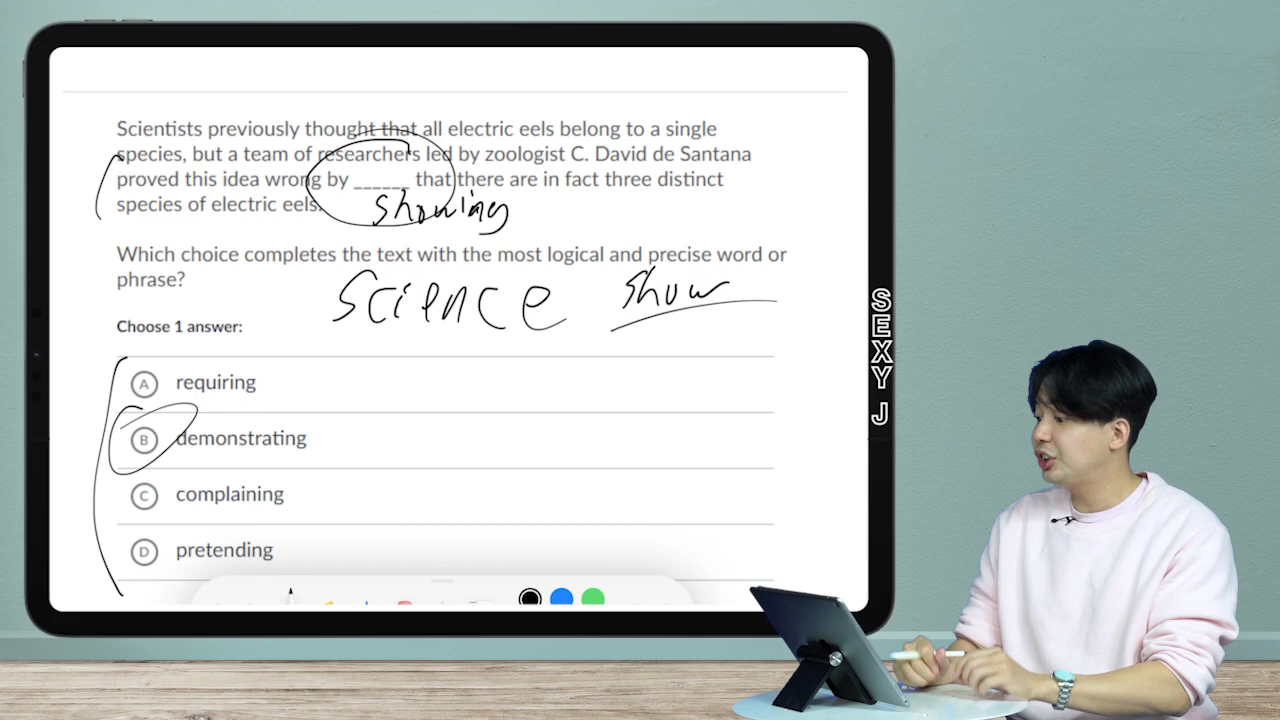 Scientists previously thought that all electric eels belong to a single
species, but a team of researchers led by zoologist C. David de Santana
proved this idea wrong by ______ that there are in fact three distinct
species of electric eels.
showing
Which choice completes the text with the most logical and precise word or
phrase?
SCIENCE show
Choose 1 answer:
A requiring
B demonstrating
C complaining
D pretending
SEXY J